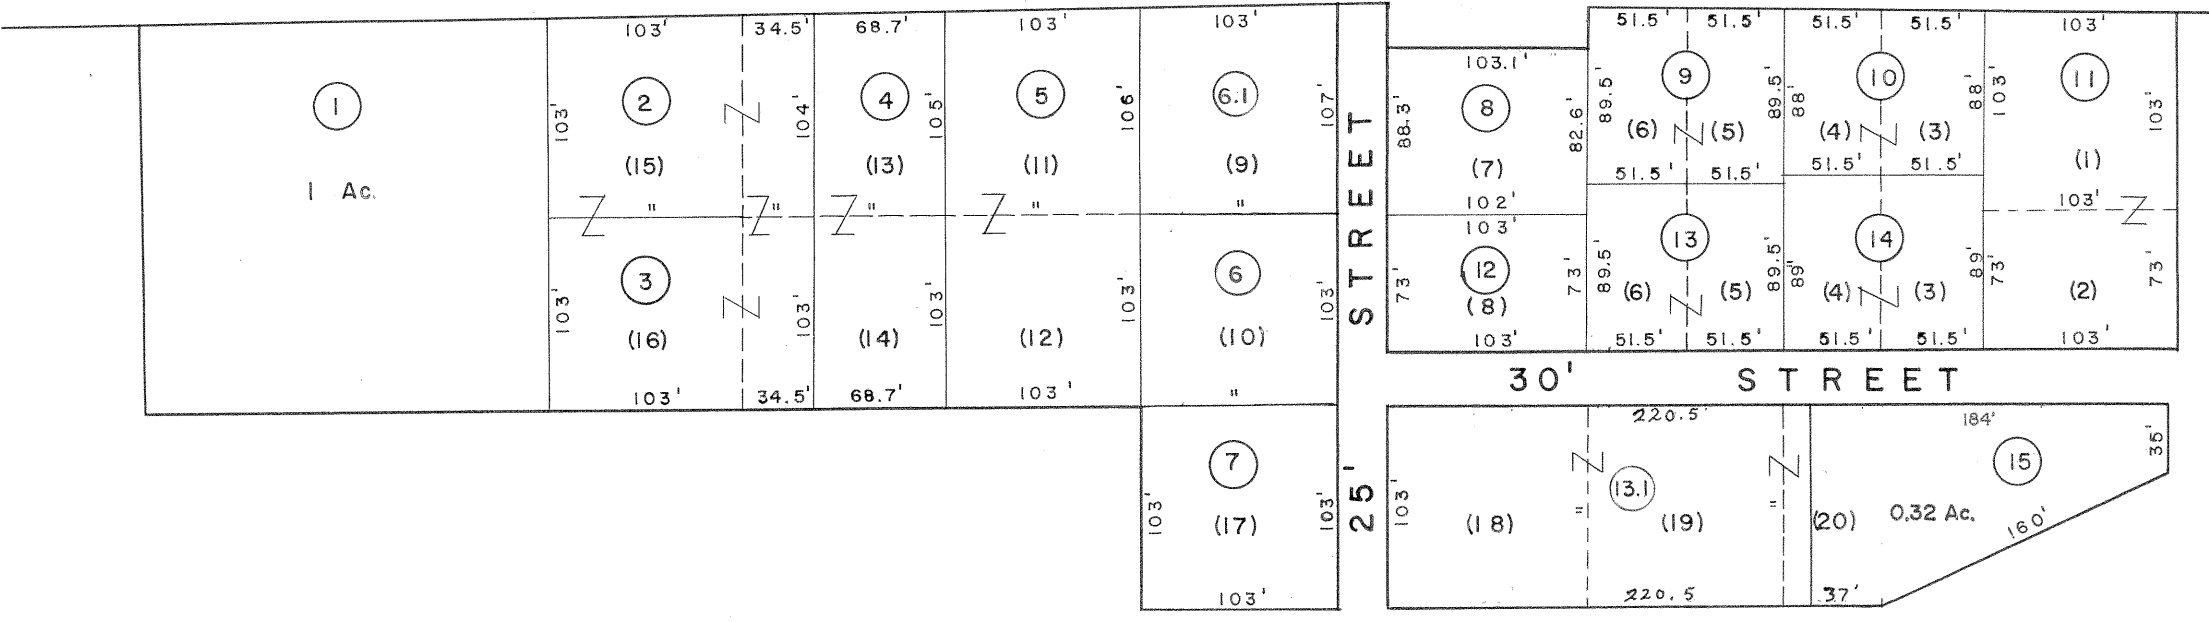 103' 34.5' 68.7' 103' 103'
1
1 Ac.
103' 2 (15) "
104' "
4 (13) 105' "
5 (11) 106' "
6.1 (9) 107' "
103' 3 (16) 103'
103' 34.5'
(14) 103' 68.7'
(12) 103' 103'
6 (10) 103' "
103' 7 (17) 103' 103'
STREET
25'
103.1'
88.3' 8 (7) 82.6'
102'
103'
73' 12 (8) 73'
103'
51.5' 51.5' 51.5' 51.5' 103'
89.5' 9 (6) (5) 89.5'
51.5' 51.5'
88' 10 (4) (3) 88'
51.5' 51.5'
103' 11 (1) 103'
103'
89.5' 13 (6) (5) 89.5'
51.5' 51.5'
89' 14 (4) (3) 89'
51.5' 51.5'
73' (2) 73'
103'
30' STREET
220.5' 184'
103' (18) " 13.1 (19) " (20) 0.32 Ac. 15 35'
160'
220.5 37'